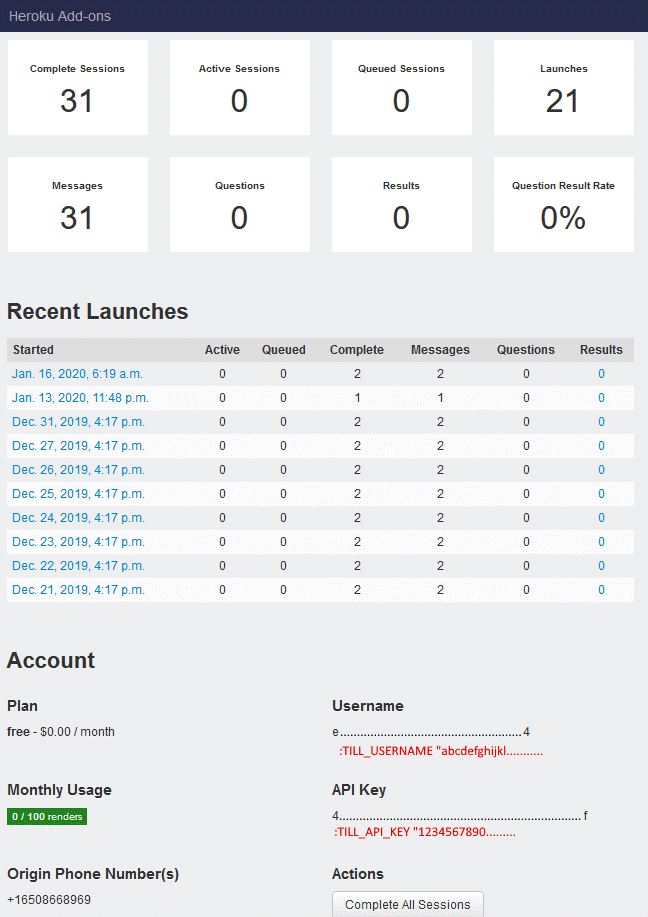 Heroku Add-ons
Complete Sessions Active Sessions Queued Sessions Launches
31 0 0 21
Messages Questions Results Question Result Rate
31 0 0 0%
Recent Launches
Started Active Queued Complete Messages Questions Results
Jan. 16, 2020, 6:19 a.m. 0 0 2 2 0 0
Jan. 13, 2020, 11:48 p.m. 0 0 1 1 0 0
Dec. 31, 2019, 4:17 p.m. 0 0 2 2 0 0
Dec. 27, 2019, 4:17 p.m. 0 0 2 2 0 0
Dec. 26, 2019, 4:17 p.m. 0 0 2 2 0 0
Dec. 25, 2019, 4:17 p.m. 0 0 2 2 0 0
Dec. 24, 2019, 4:17 p.m. 0 0 2 2 0 0
Dec. 23, 2019, 4:17 p.m. 0 0 2 2 0 0
Dec. 22, 2019, 4:17 p.m. 0 0 2 2 0 0
Dec. 21, 2019, 4:17 p.m. 0 0 2 2 0 0
Account
Plan Username
free - $0.00 / month e......................................................4
:TILL_USERNAME "abcdefghijkl...........
Monthly Usage API Key
0 / 100 renders 4........................................................................f
:TILL_API_KEY "1234567890.........
Origin Phone Number(s) Actions
+16508668969 Complete All Sessions